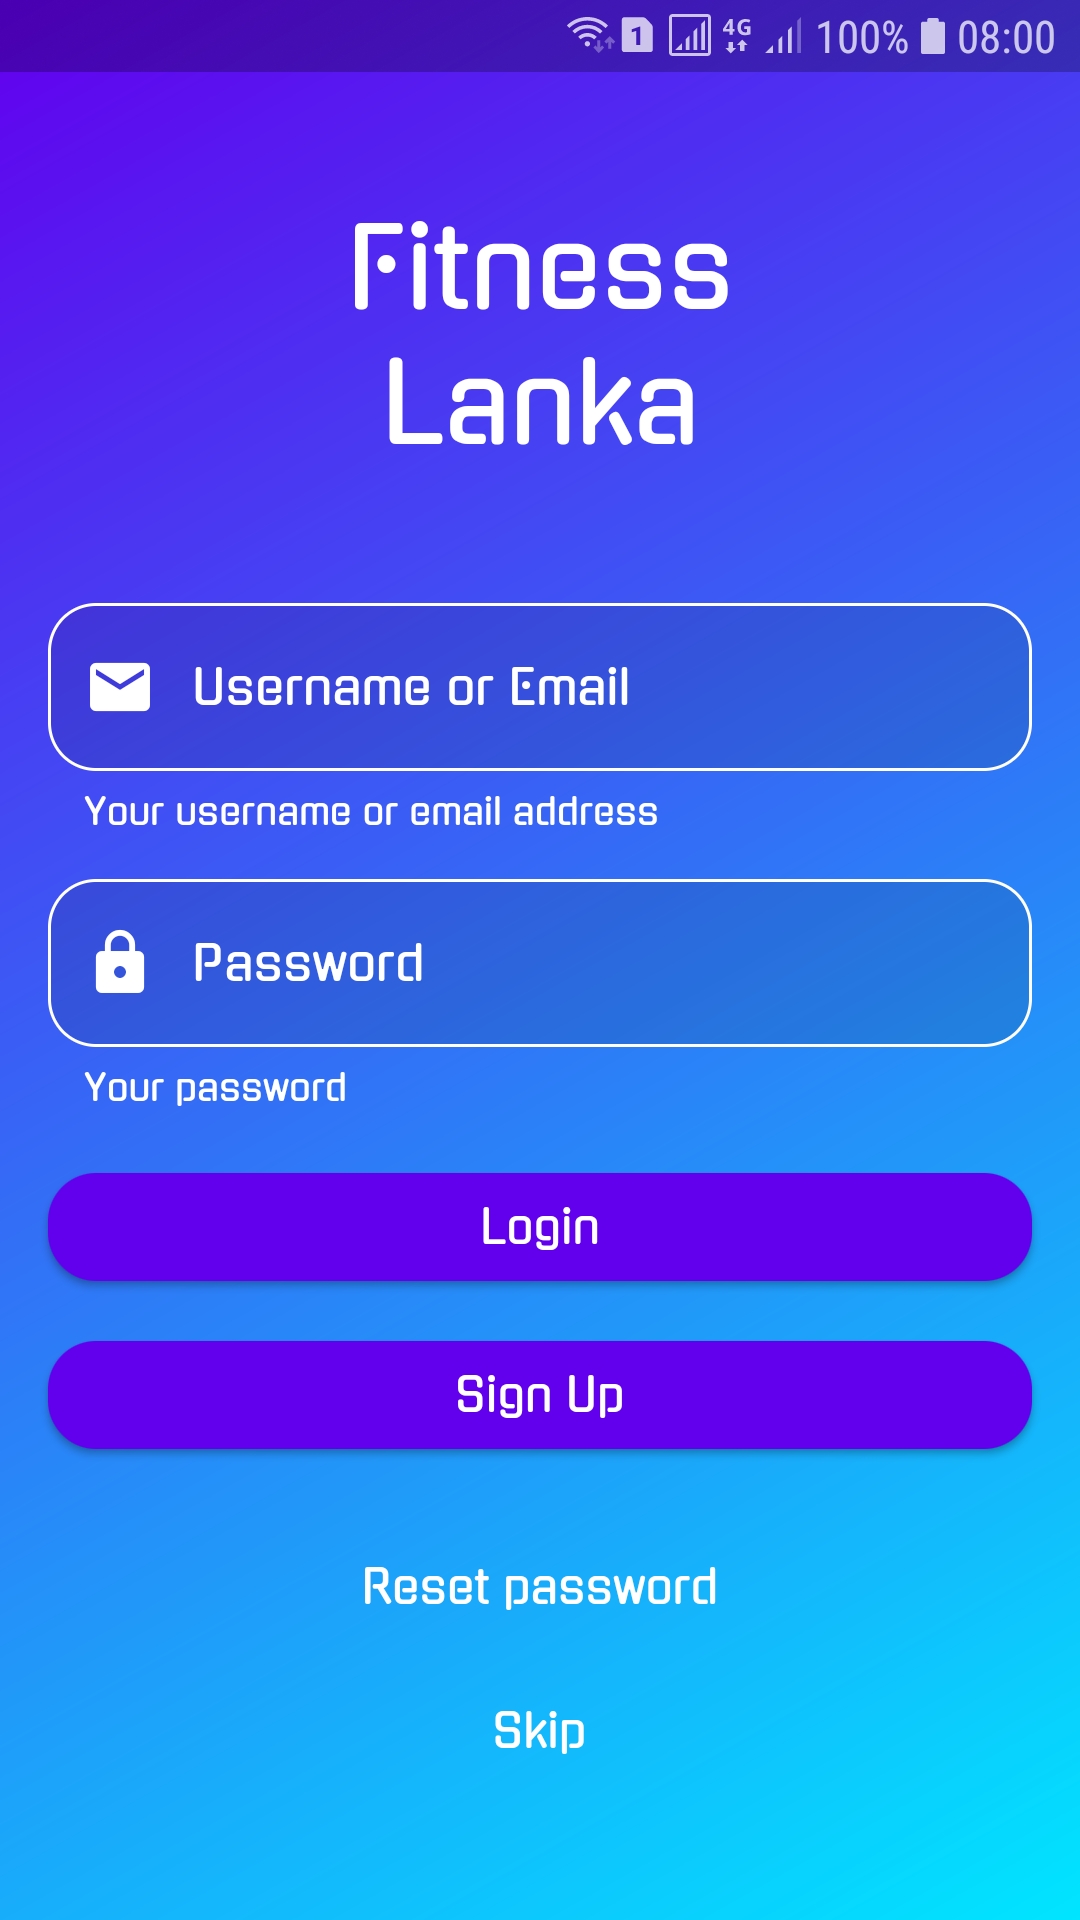 1 4G 100% 08:00
Fitness
Lanka
Username or Email
Your username or email address
Password
Your password
Login
Sign Up
Reset password
Skip